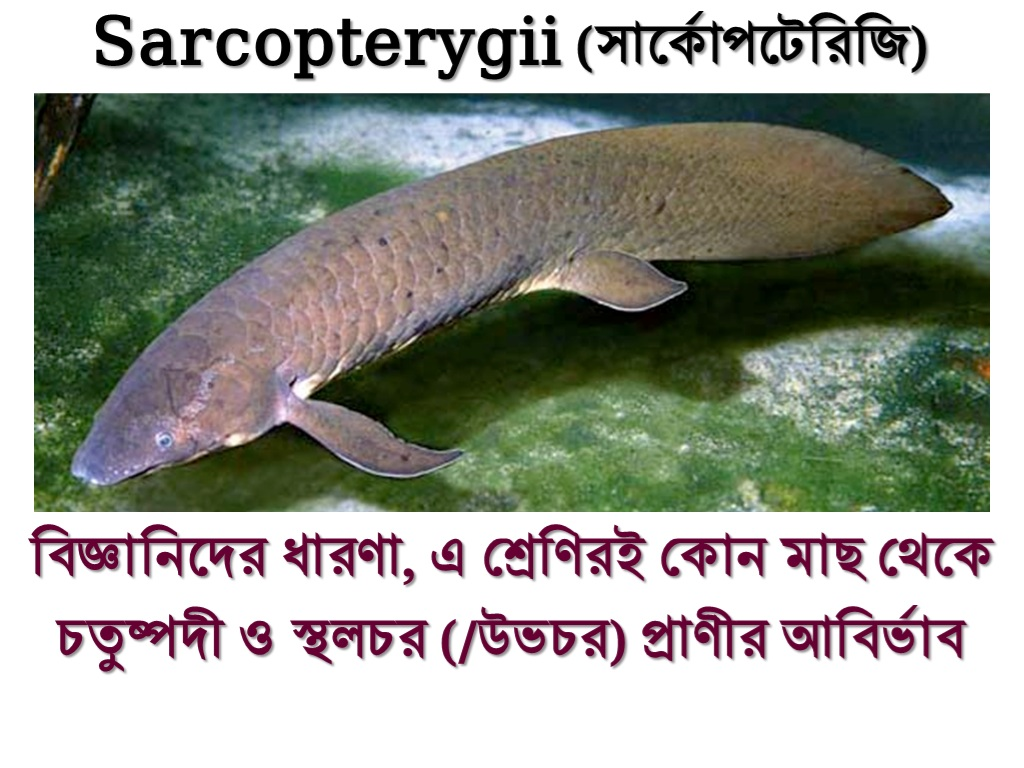 Sarcopterygii (সার্কোপটেরিজি)
বিজ্ঞানিদের ধারণা, এ শ্রেণিরই কোন মাছ থেকে
চতুষ্পদী ও স্থলচর (/উভচর) প্রাণীর আবির্ভাব